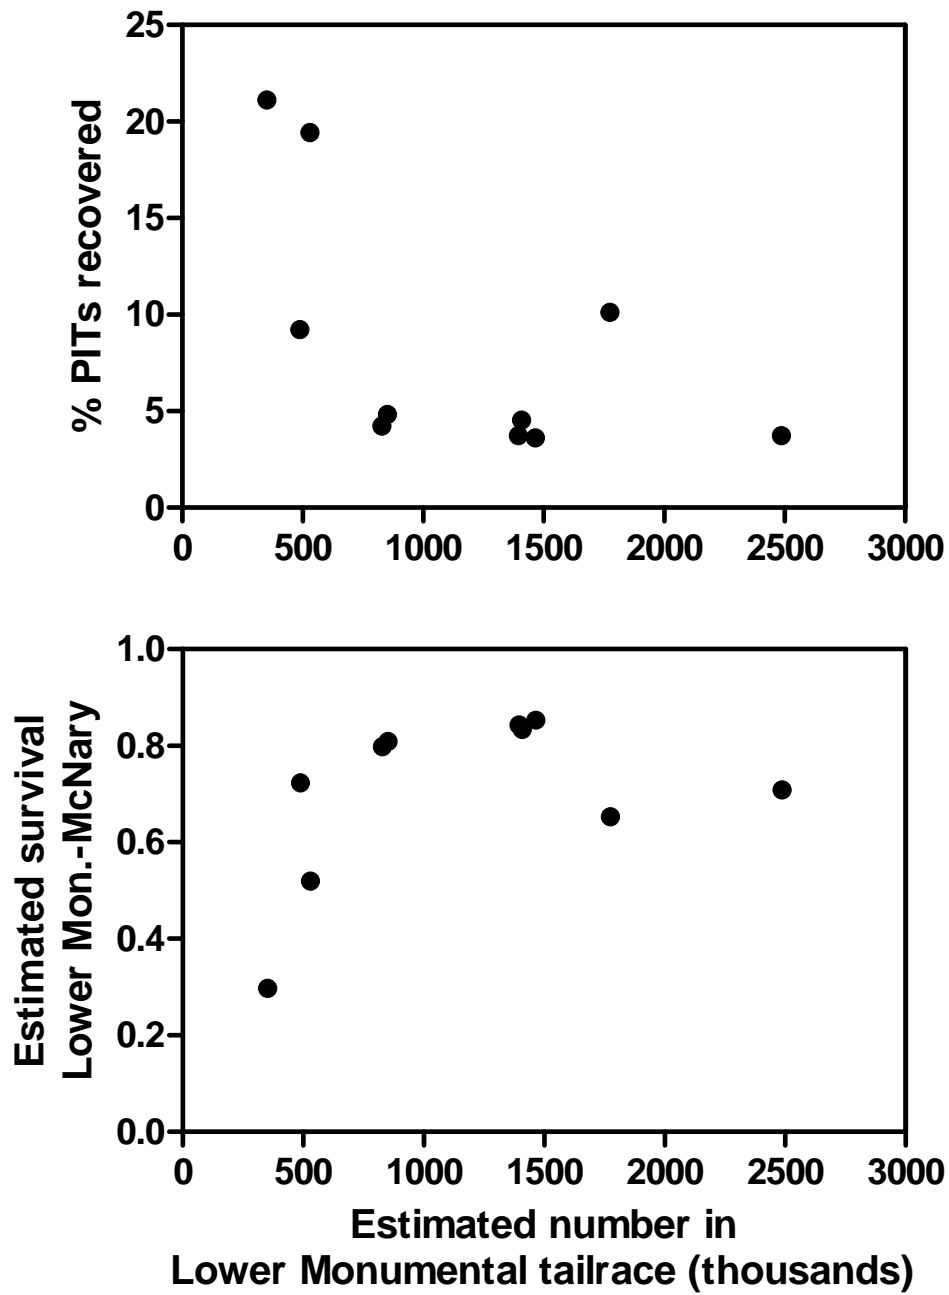 % PITs recovered
25
20
15
10
5
0
0 500 1000 1500 2000 2500 3000
Estimated survival
Lower Mon.-McNary
1.0
0.8
0.6
0.4
0.2
0.0
0 500 1000 1500 2000 2500 3000
Estimated number in
Lower Monumental tailrace (thousands)